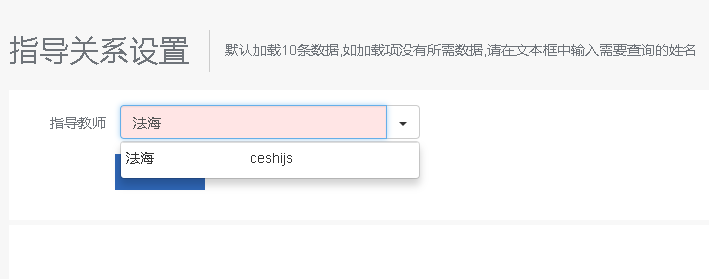 指导关系设置
默认加载10条数据,如加载项没有所需数据,请在文本框中输入需要查询的姓名
指导教师 法海
法海 ceshijs